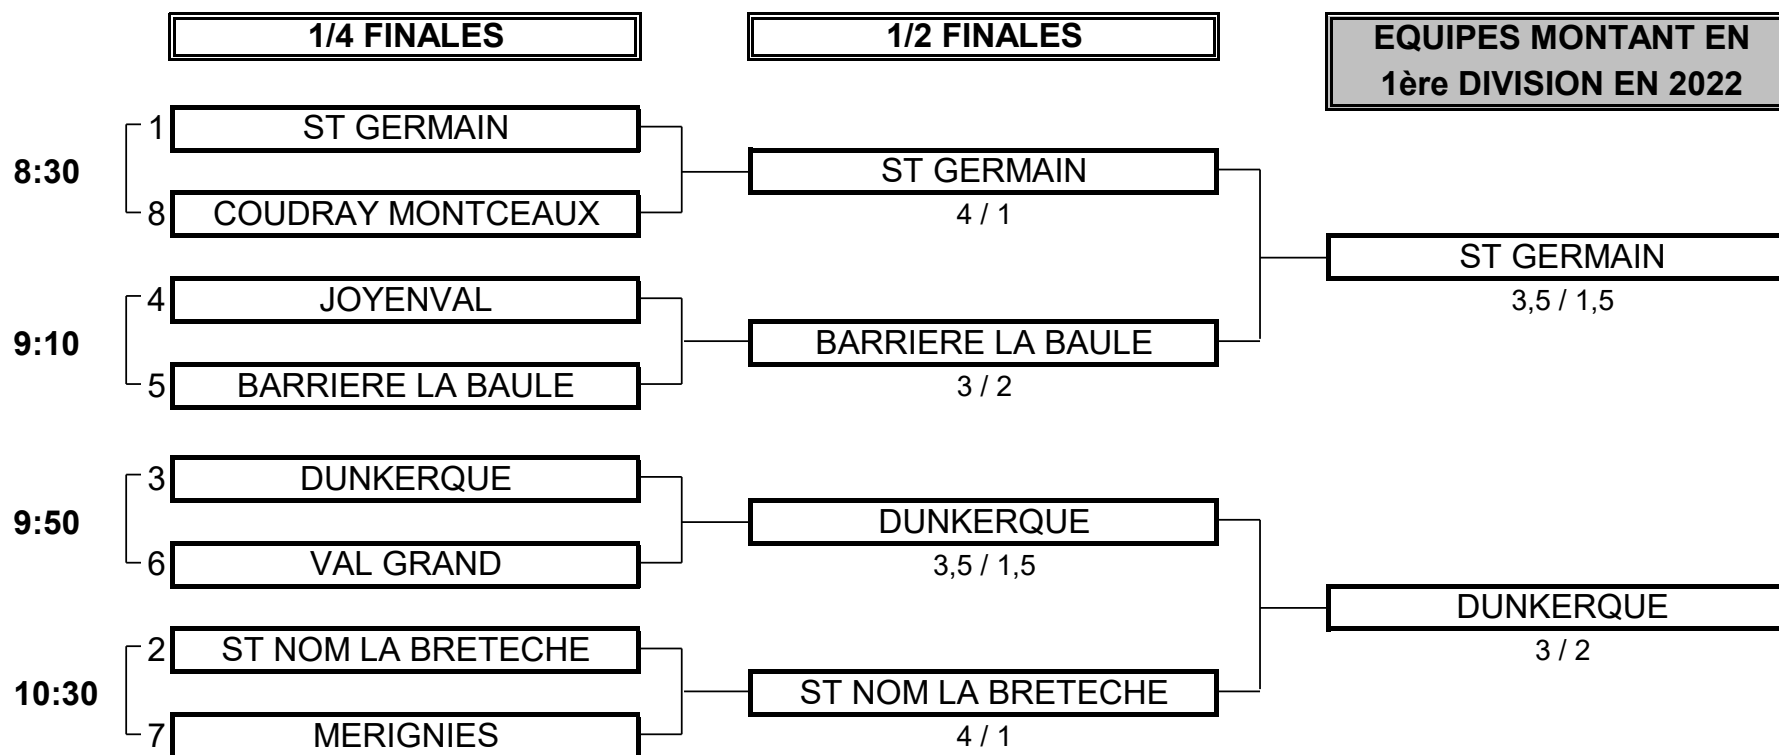 1/4 FINALES
1/2 FINALES
EQUIPES MONTANT EN
1ère DIVISION EN 2022
1 ST GERMAIN
8:30
ST GERMAIN
8 COUDRAY MONTCEAUX
4 / 1
ST GERMAIN
4 JOYENVAL
3,5 / 1,5
9:10
BARRIERE LA BAULE
5 BARRIERE LA BAULE
3 / 2
3 DUNKERQUE
9:50
DUNKERQUE
6 VAL GRAND
3,5 / 1,5
DUNKERQUE
2 ST NOM LA BRETECHE
3 / 2
10:30
ST NOM LA BRETECHE
7 MERIGNIES
4 / 1